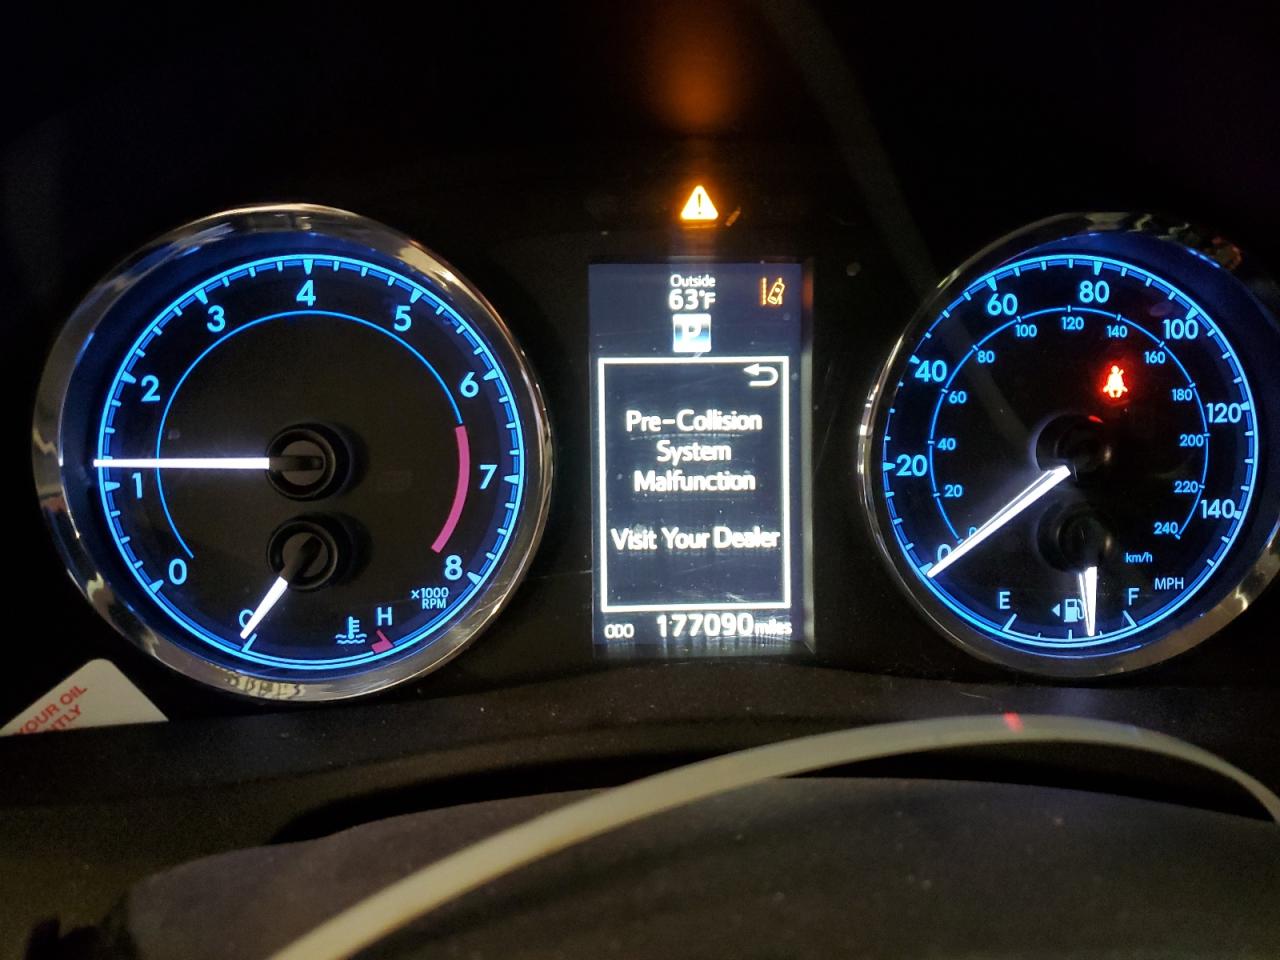 Outside
63°F
P
Pre-Collision
System
Malfunction
Visit Your Dealer
ODO 177090 miles
0
1
2
3
4
5
6
7
8
×1000
RPM
C
H
0
20
40
60
80
100
120
140
0
20
40
60
80
100
120
140
160
180
200
220
240
km/h
MPH
E
F
YOUR OIL